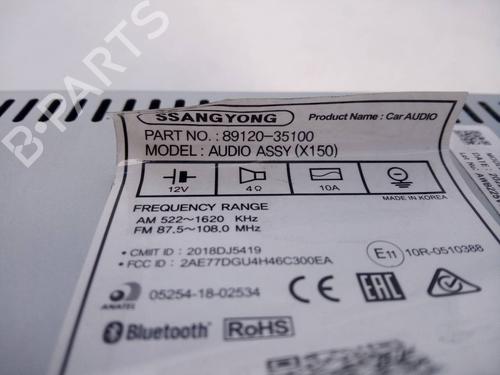 B-PARTS
SSANGYONG
Product Name : Car AUDIO
PART NO. : 89120-35100
MODEL : AUDIO ASSY (X150)
12V
4Ω
10A
MADE IN KOREA
FREQUENCY RANGE
AM 522~1620 KHz
FM 87.5~108.0 MHz
• CMIIT ID : 2018DJ5419
• FCC ID : 2AE77DGU4H46C300EA
E11 10R-0510388
ANATEL
05254-18-02534
CE
EAC
Bluetooth®
RoHS